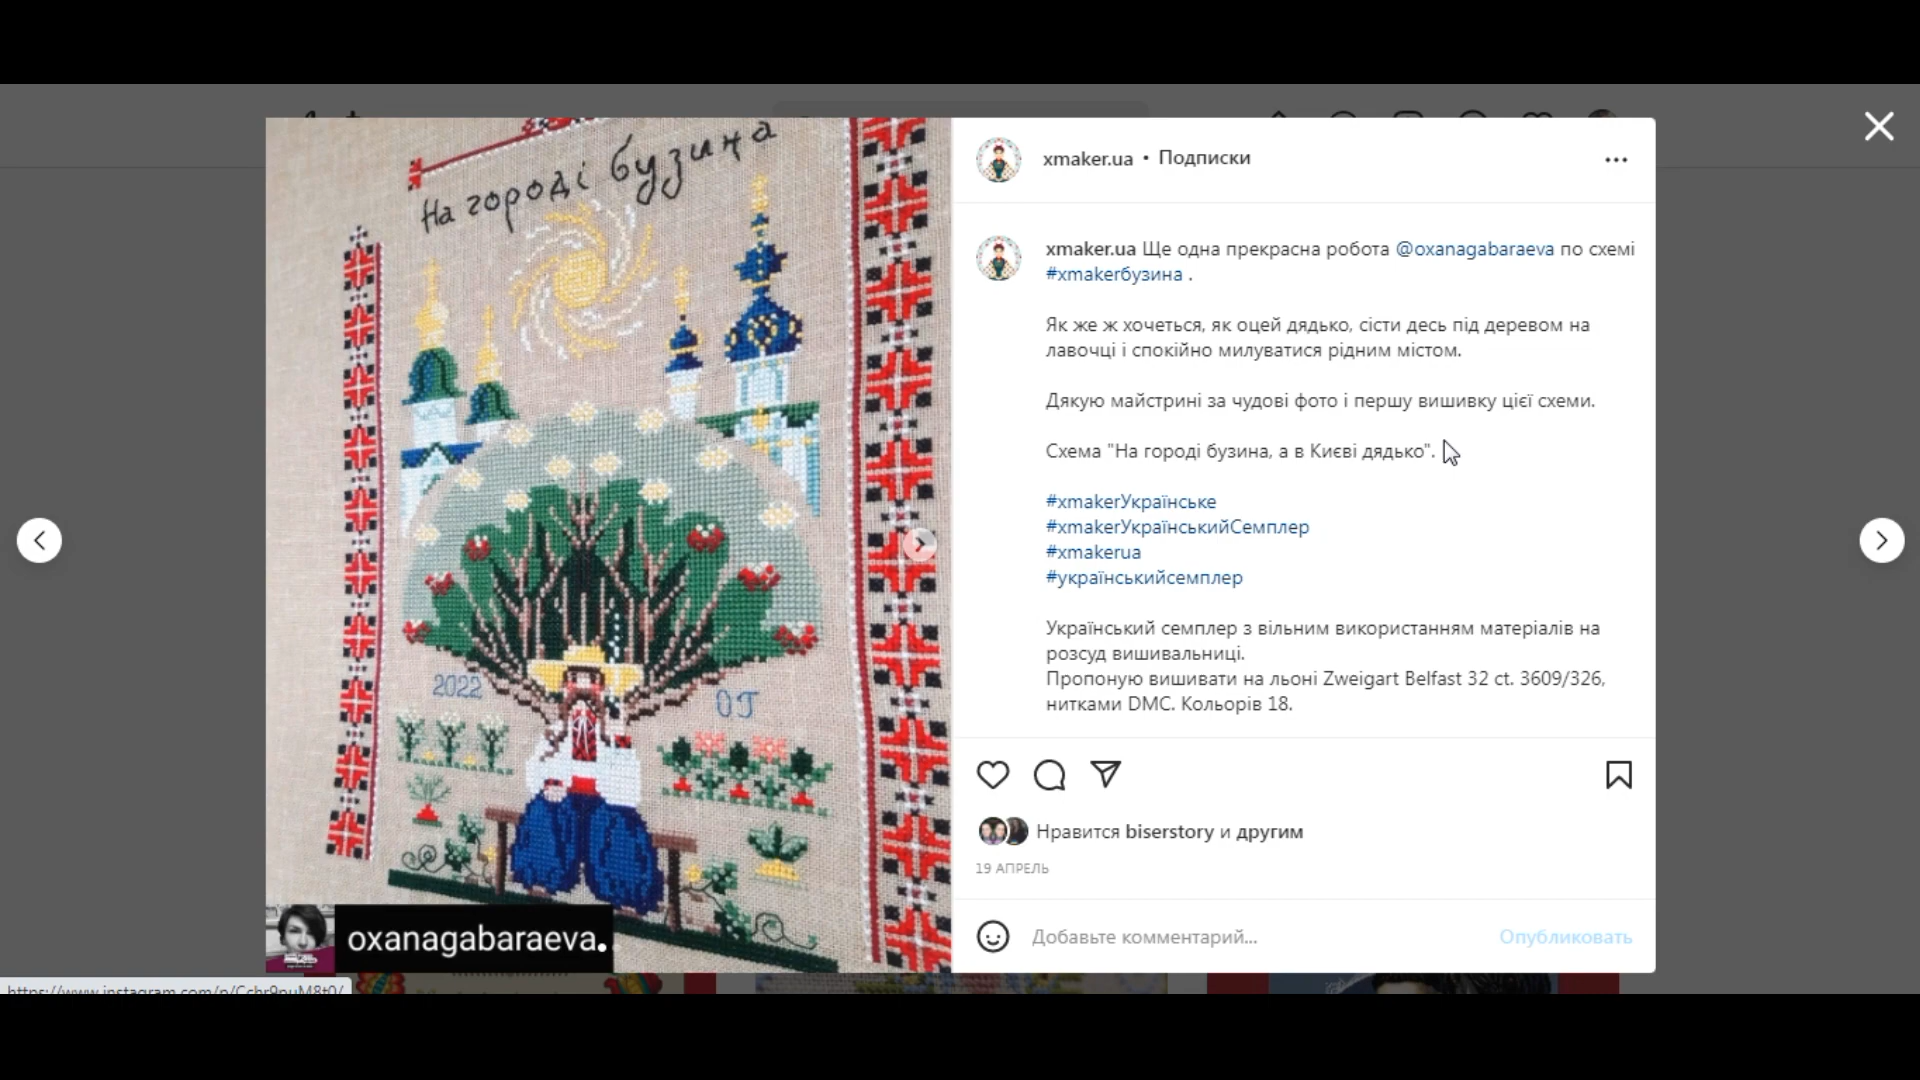 На городі бузина
2022
ОГ
oxanagabaraeva.
xmaker.ua • Подписки
xmaker.ua Ще одна прекрасна робота @oxanagabaraeva по схемі
#xmakerбузина .
Як же ж хочеться, як оцей дядько, сісти десь під деревом на
лавочці і спокійно милуватися рідним містом.
Дякую майстрині за чудові фото і першу вишивку цієї схеми.
Схема "На городі бузина, а в Києві дядько".
#xmakerУкраїнське
#xmakerУкраїнськийСемплер
#xmakerua
#українськийсемплер
Український семплер з вільним використанням матеріалів на
розсуд вишивальниці.
Пропоную вишивати на льоні Zweigart Belfast 32 ct. 3609/326,
нитками DMC. Кольорів 18.
Нравится biserstory и другим
19 АПРЕЛЬ
Добавьте комментарий...
Опубликовать